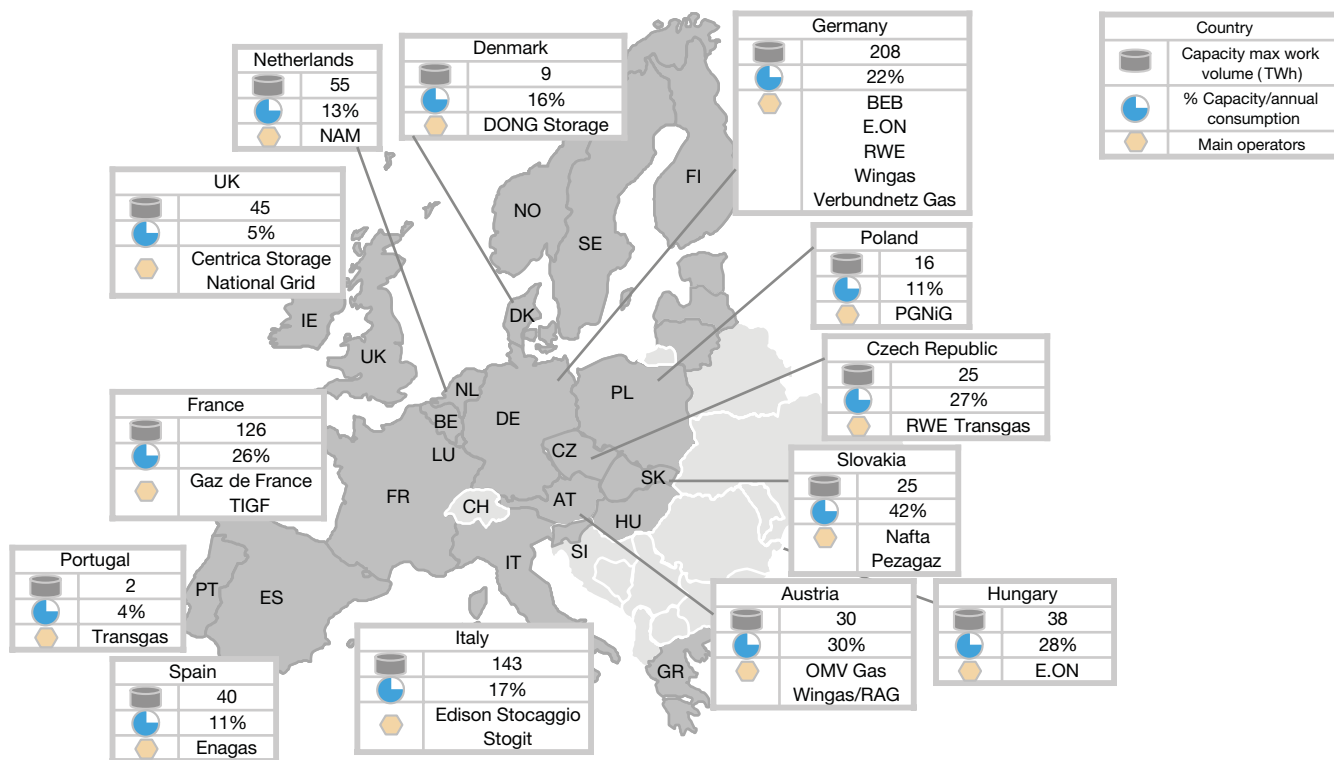 Netherlands
55
13%
NAM
Denmark
9
16%
DONG Storage
Germany
208
22%
BEB
E.ON
RWE
Wingas
Verbundnetz Gas
Country
Capacity max work
volume (TWh)
% Capacity/annual
consumption
Main operators
UK
45
5%
Centrica Storage
National Grid
Poland
16
11%
PGNiG
Czech Republic
25
27%
RWE Transgas
France
126
26%
Gaz de France
TIGF
Slovakia
25
42%
Nafta
Pezagaz
Portugal
2
4%
Transgas
Spain
40
11%
Enagas
Italy
143
17%
Edison Stocaggio
Stogit
Austria
30
30%
OMV Gas
Wingas/RAG
Hungary
38
28%
E.ON
FI
NO
SE
DK
IE
UK
NL
BE
LU
DE
PL
CZ
SK
AT
HU
CH
FR
SI
IT
PT
ES
GR